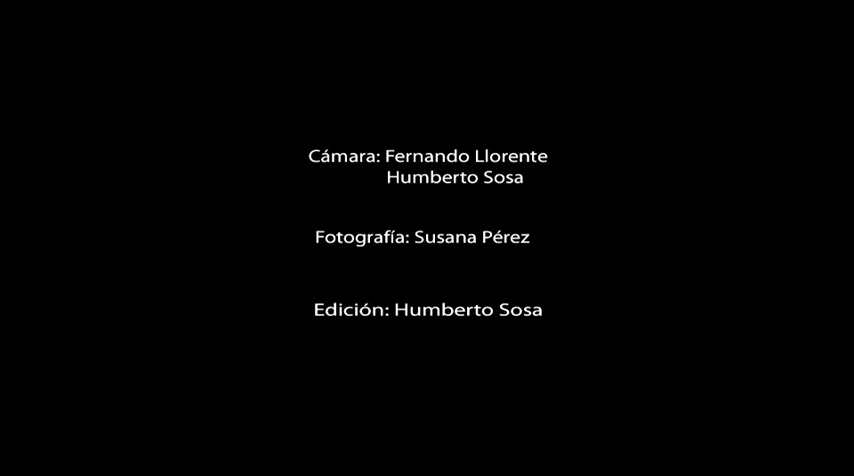 Cámara: Fernando Llorente
Humberto Sosa
Fotografía: Susana Pérez
Edición: Humberto Sosa